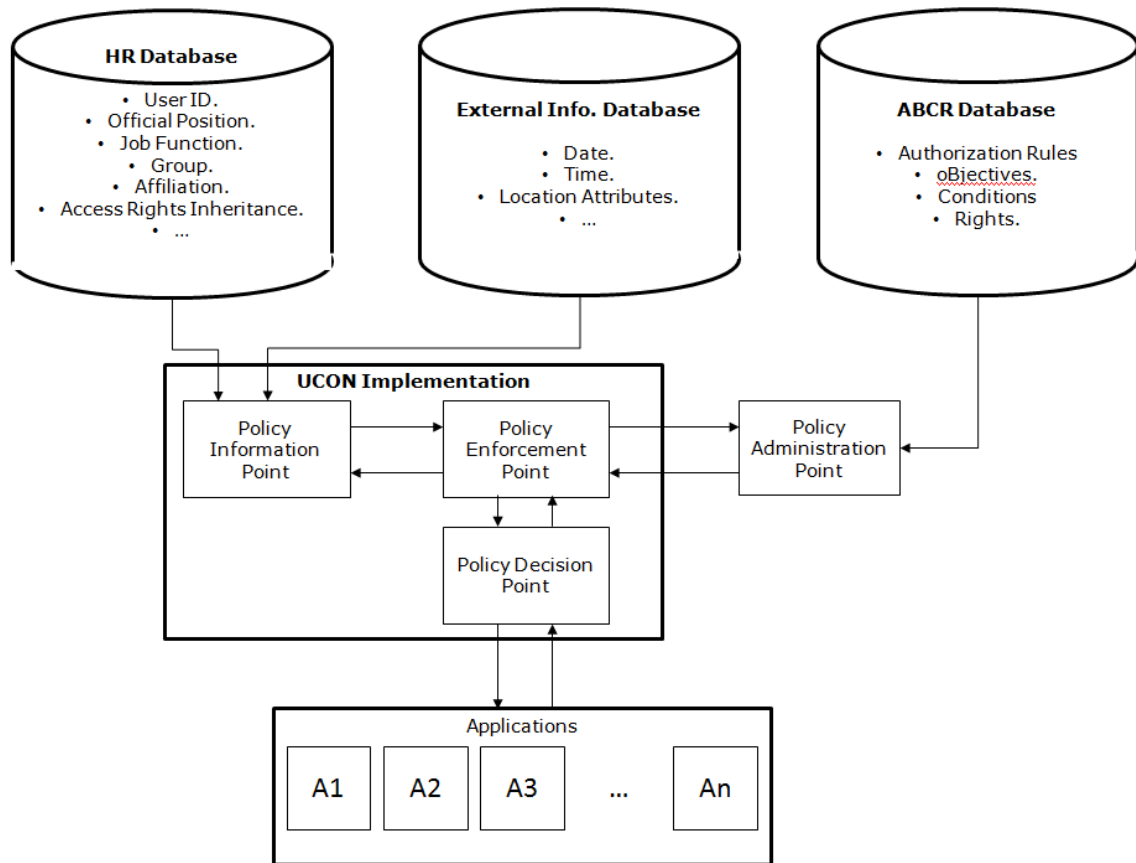 HR Database
• User ID.
• Official Position.
• Job Function.
• Group.
• Affiliation.
• Access Rights Inheritance.
• ...
External Info. Database
• Date.
• Time.
• Location Attributes.
• ...
ABCR Database
• Authorization Rules
• oBjectives.
• Conditions
• Rights.
UCON Implementation
Policy
Information
Point
Policy
Enforcement
Point
Policy
Administration
Point
Policy Decision
Point
Applications
A1 A2 A3 ... An